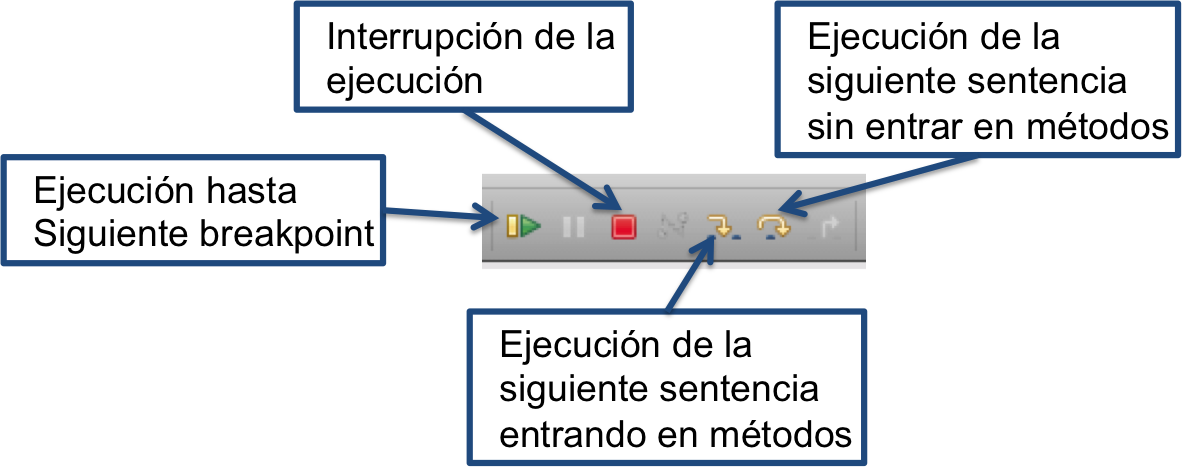 Interrupción de la
ejecución
Ejecución de la
siguiente sentencia
sin entrar en métodos
Ejecución hasta
Siguiente breakpoint
Ejecución de la
siguiente sentencia
entrando en métodos